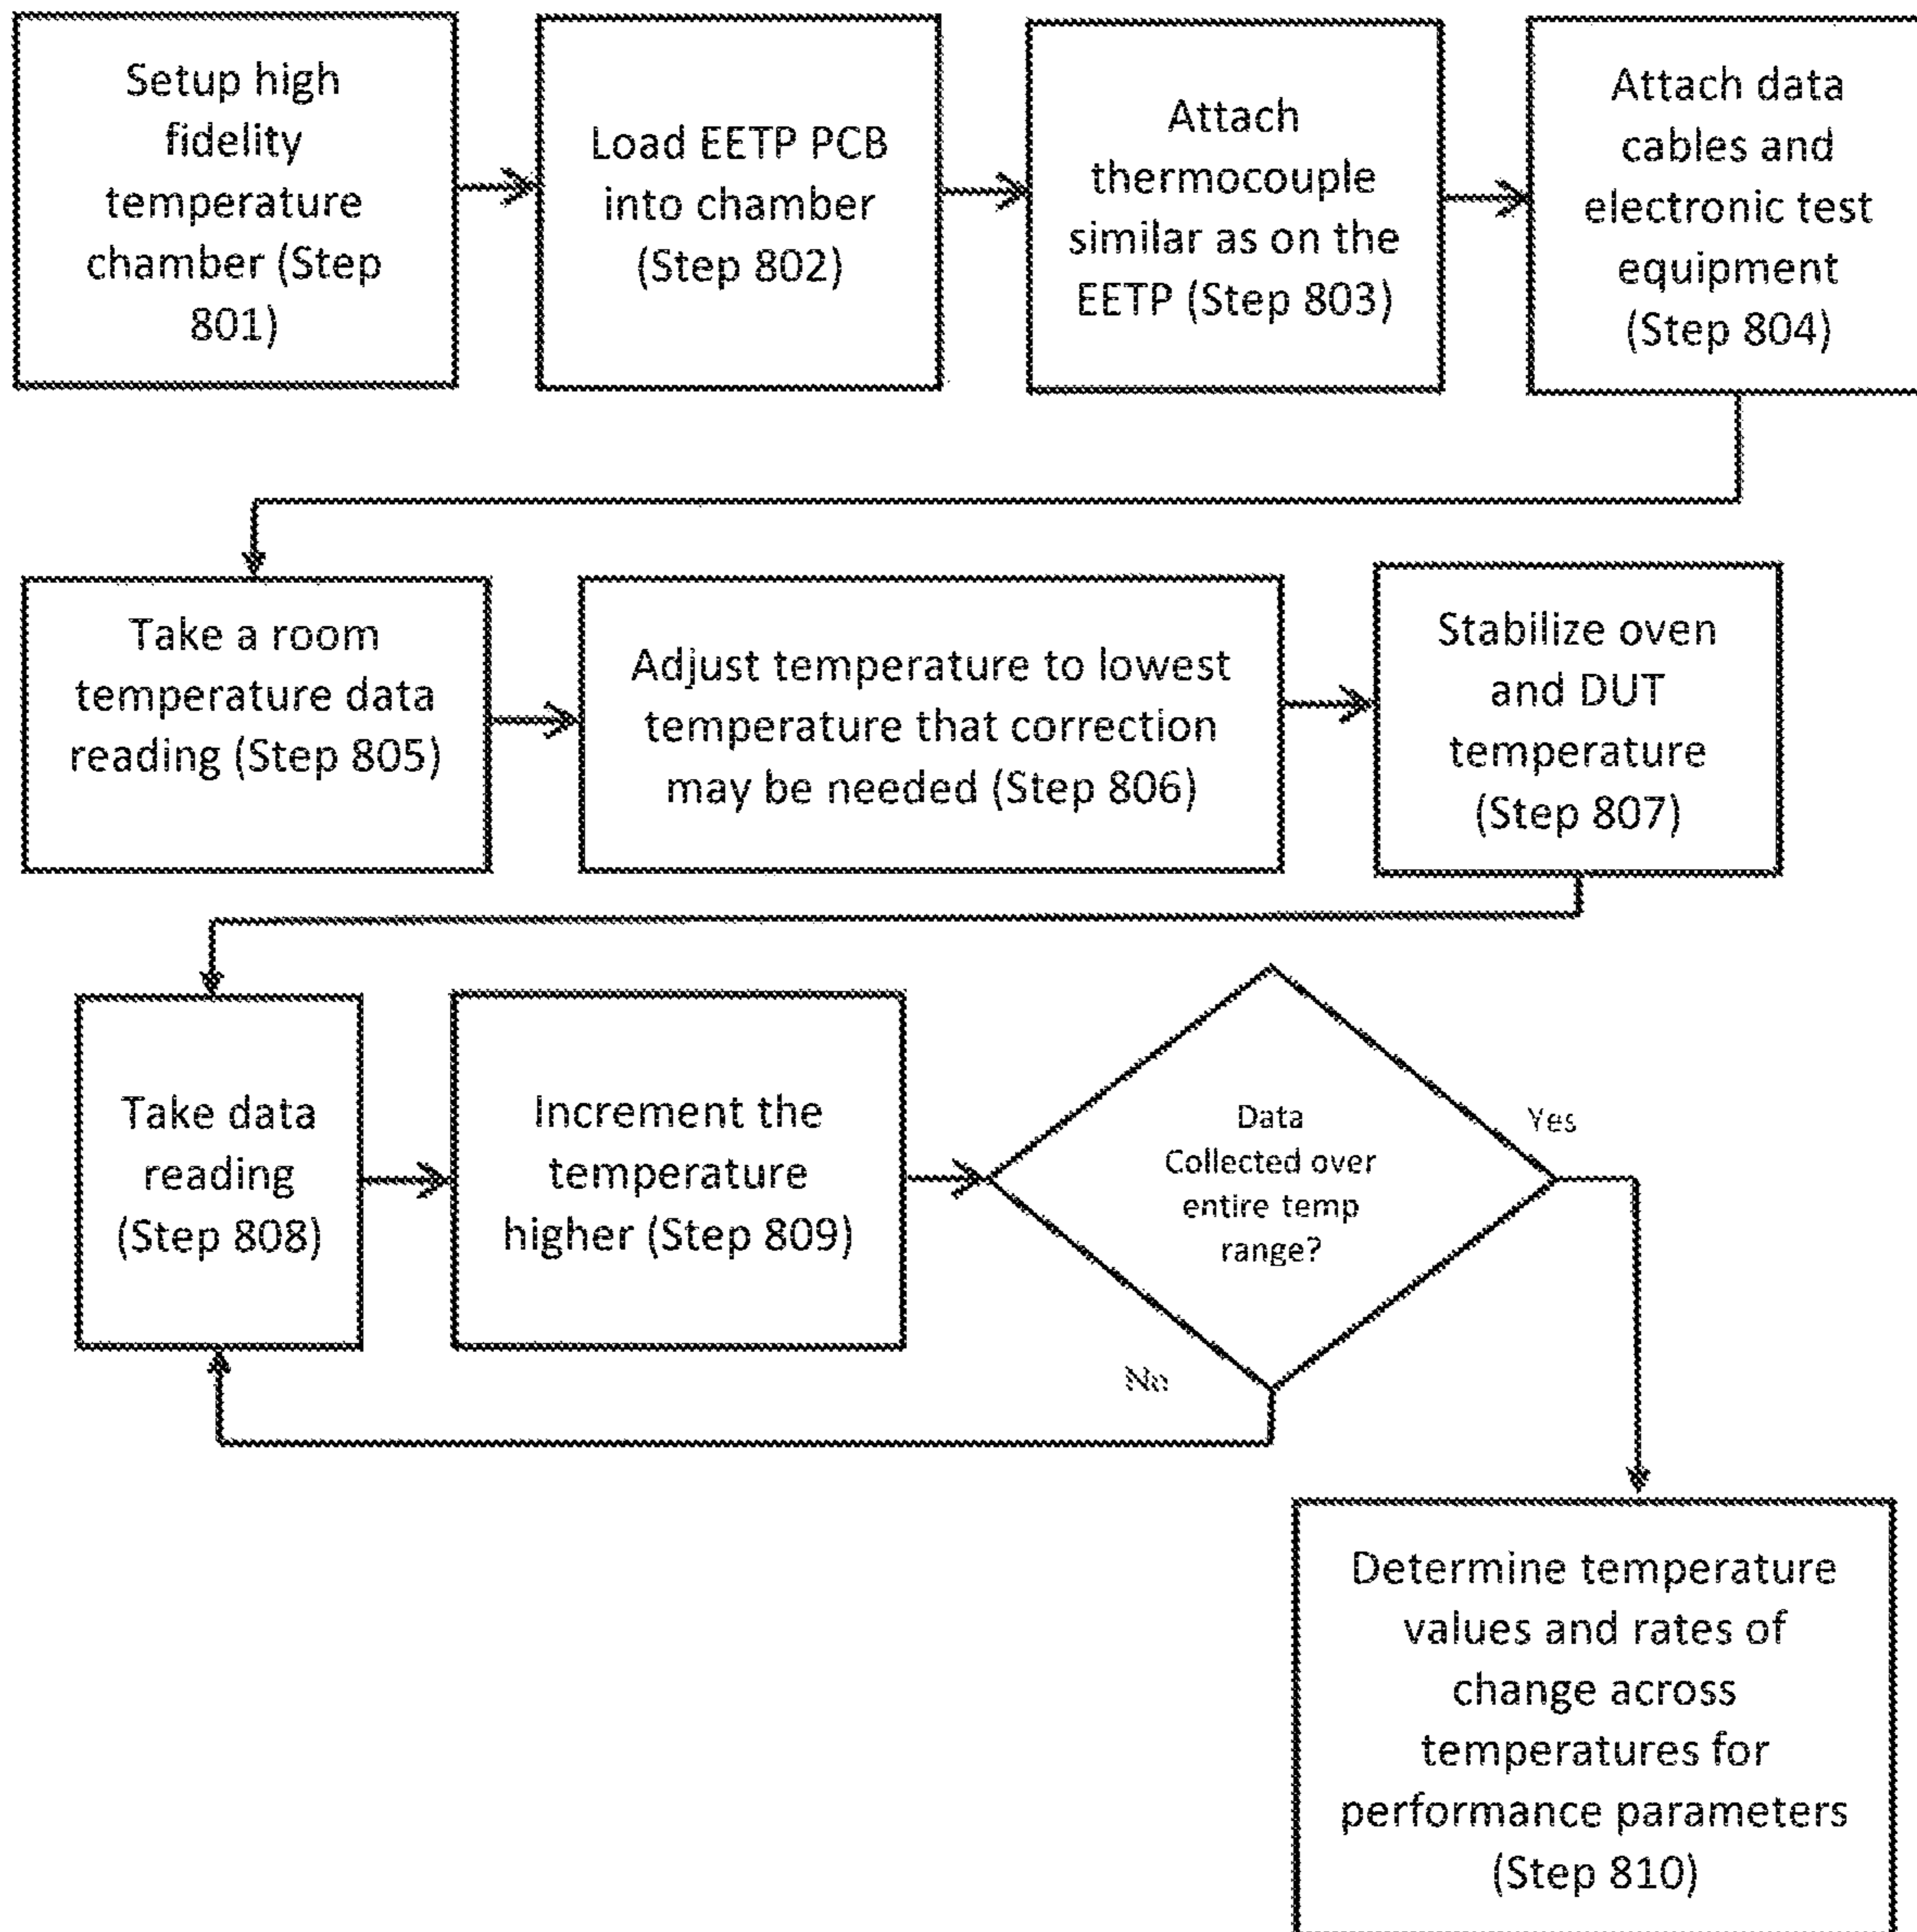 Setup high
fidelity
temperature
chamber (Step
801)
Load EETP PCB
into chamber
(Step 802)
Attach
thermocouple
similar as on the
EETP (Step 803)
Attach data
cables and
electronic test
equipment
(Step 804)
Take a room
temperature data
reading (Step 805)
Adjust temperature to lowest
temperature that correction
may be needed (Step 806)
Stabilize oven
and DUT
temperature
(Step 807)
Take data
reading
(Step 808)
Increment the
temperature
higher (Step 809)
Data
Collected over
entire temp
range?
Yes
No
Determine temperature
values and rates of
change across
temperatures for
performance parameters
(Step 810)